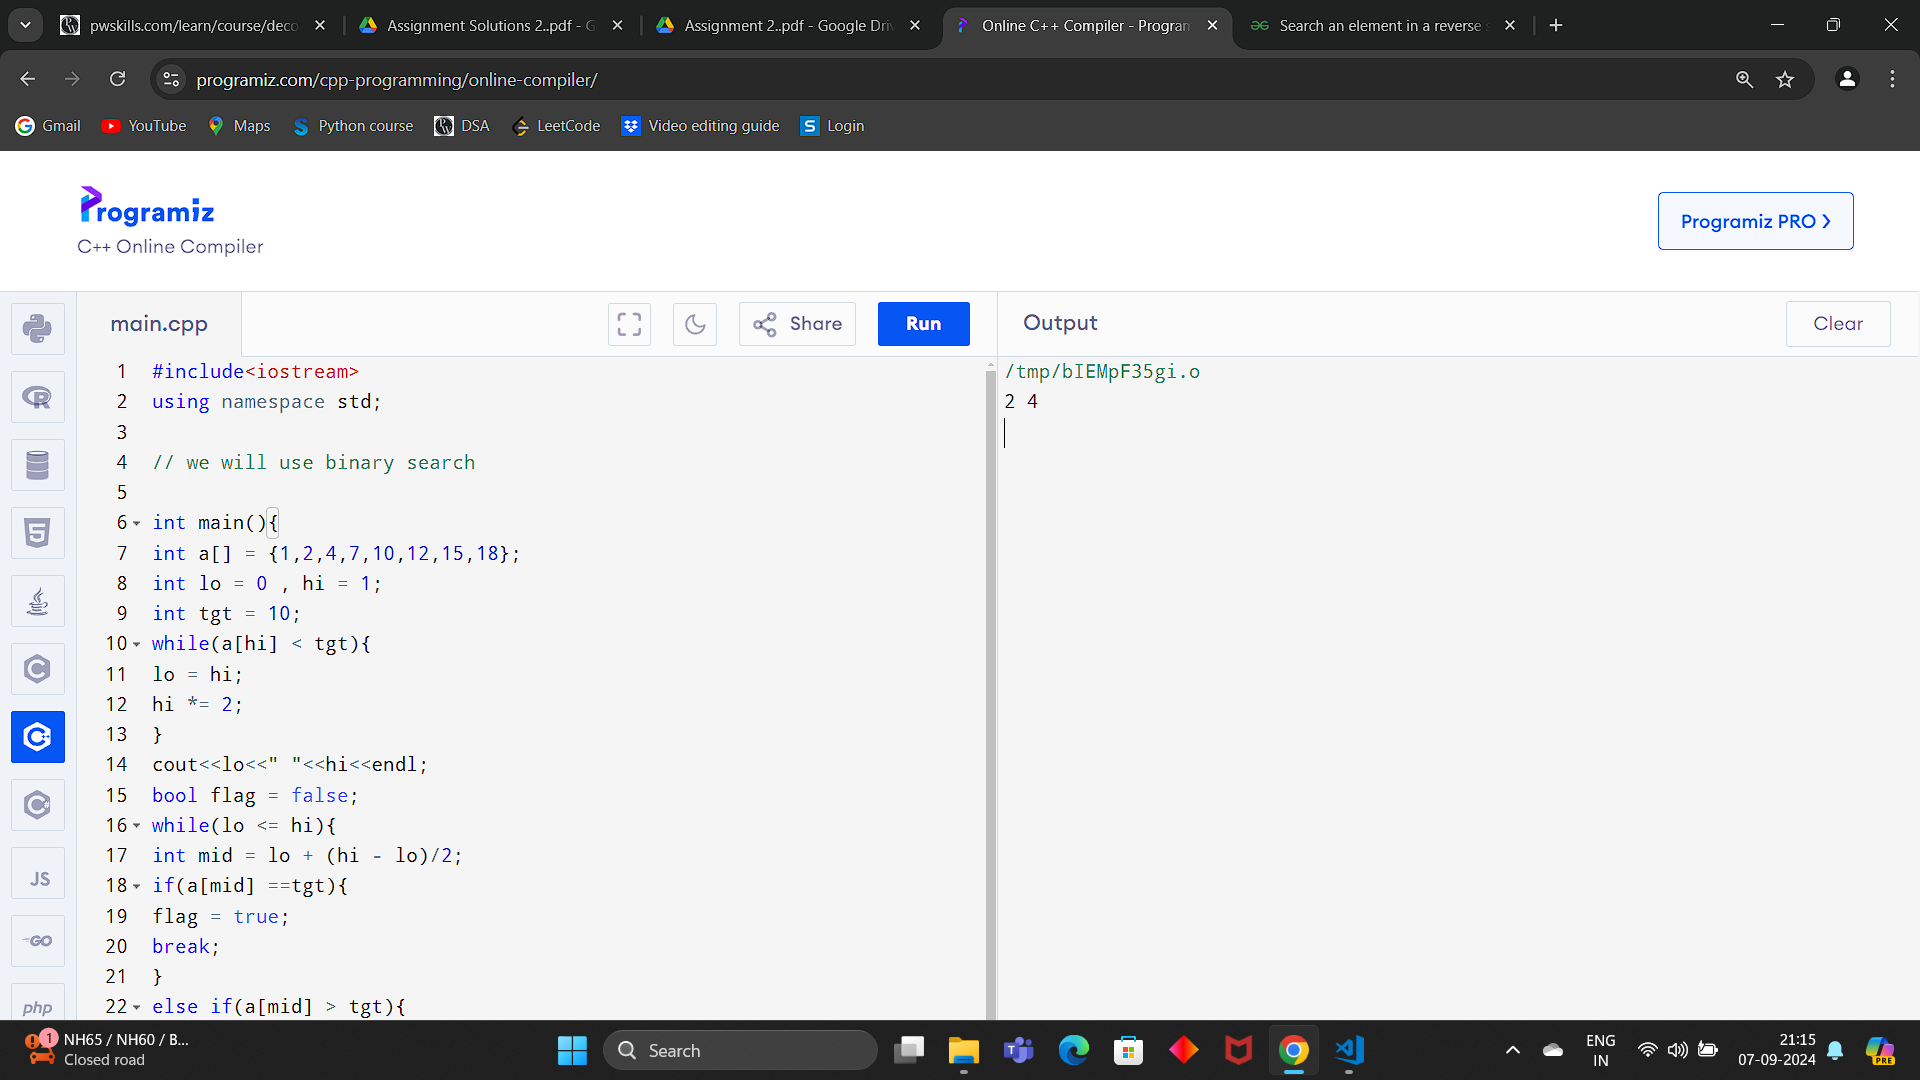 pwskills.com/learn/course/deco
Assignment Solutions 2..pdf - G
Assignment 2..pdf - Google Driv
Online C++ Compiler - Program
Search an element in a reverse s
programiz.com/cpp-programming/online-compiler/
Gmail
YouTube
Maps
Python course
DSA
LeetCode
Video editing guide
S Login
Programiz
C++ Online Compiler
Programiz PRO >
main.cpp
Share
Run
Output
Clear
1 #include<iostream>
2 using namespace std;
3
4 // we will use binary search
5
6 int main(){
7 int a[] = {1,2,4,7,10,12,15,18};
8 int lo = 0 , hi = 1;
9 int tgt = 10;
10 while(a[hi] < tgt){
11 lo = hi;
12 hi *= 2;
13 }
14 cout<<lo<<" "<<hi<<endl;
15 bool flag = false;
16 while(lo <= hi){
17 int mid = lo + (hi - lo)/2;
18 if(a[mid] ==tgt){
19 flag = true;
20 break;
21 }
22 else if(a[mid] > tgt){
/tmp/bIEMpF35gi.o
2 4
JS
GO
php
1
NH65 / NH60 / B...
Closed road
Search
ENG
IN
21:15
07-09-2024
PRE